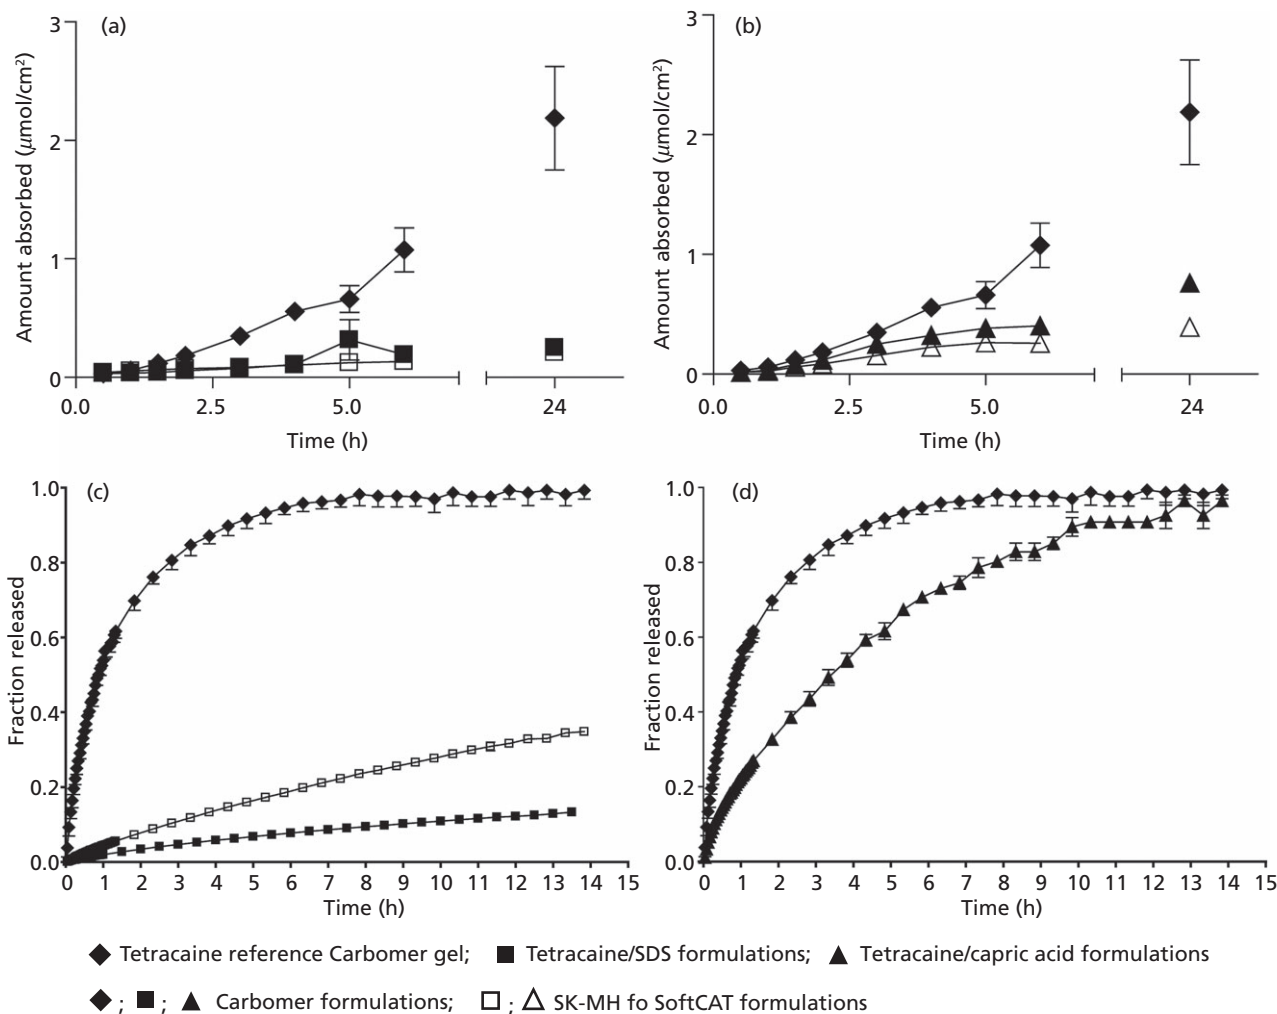 (a)
3
2
1
0
Amount absorbed (μmol/cm²)
0.0 2.5 5.0 24
Time (h)
(b)
3
2
1
0
Amount absorbed (μmol/cm²)
0.0 2.5 5.0 24
Time (h)
(c)
1.0
0.8
0.6
0.4
0.2
0.0
Fraction released
0 1 2 3 4 5 6 7 8 9 10 11 12 13 14 15
Time (h)
(d)
1.0
0.8
0.6
0.4
0.2
0.0
Fraction released
0 1 2 3 4 5 6 7 8 9 10 11 12 13 14 15
Time (h)
◆ Tetracaine reference Carbomer gel; ■ Tetracaine/SDS formulations; ▲ Tetracaine/capric acid formulations
◆ ; ■ ; ▲ Carbomer formulations; □ ; △ SK-MH fo SoftCAT formulations